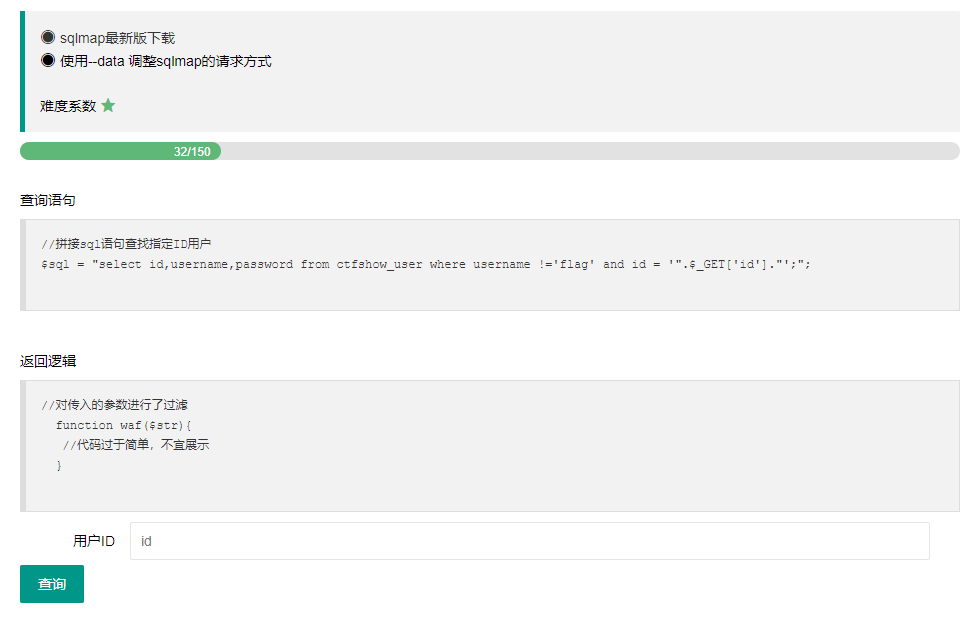 sqlmap最新版下载
使用--data 调整sqlmap的请求方式
难度系数
32/150
查询语句
//拼接sql语句查找指定ID用户
$sql = "select id,username,password from ctfshow_user where username !='flag' and id = '".$_GET['id']."';";
返回逻辑
//对传入的参数进行了过滤
function waf($str){
//代码过于简单，不宜展示
}
用户ID id
查询